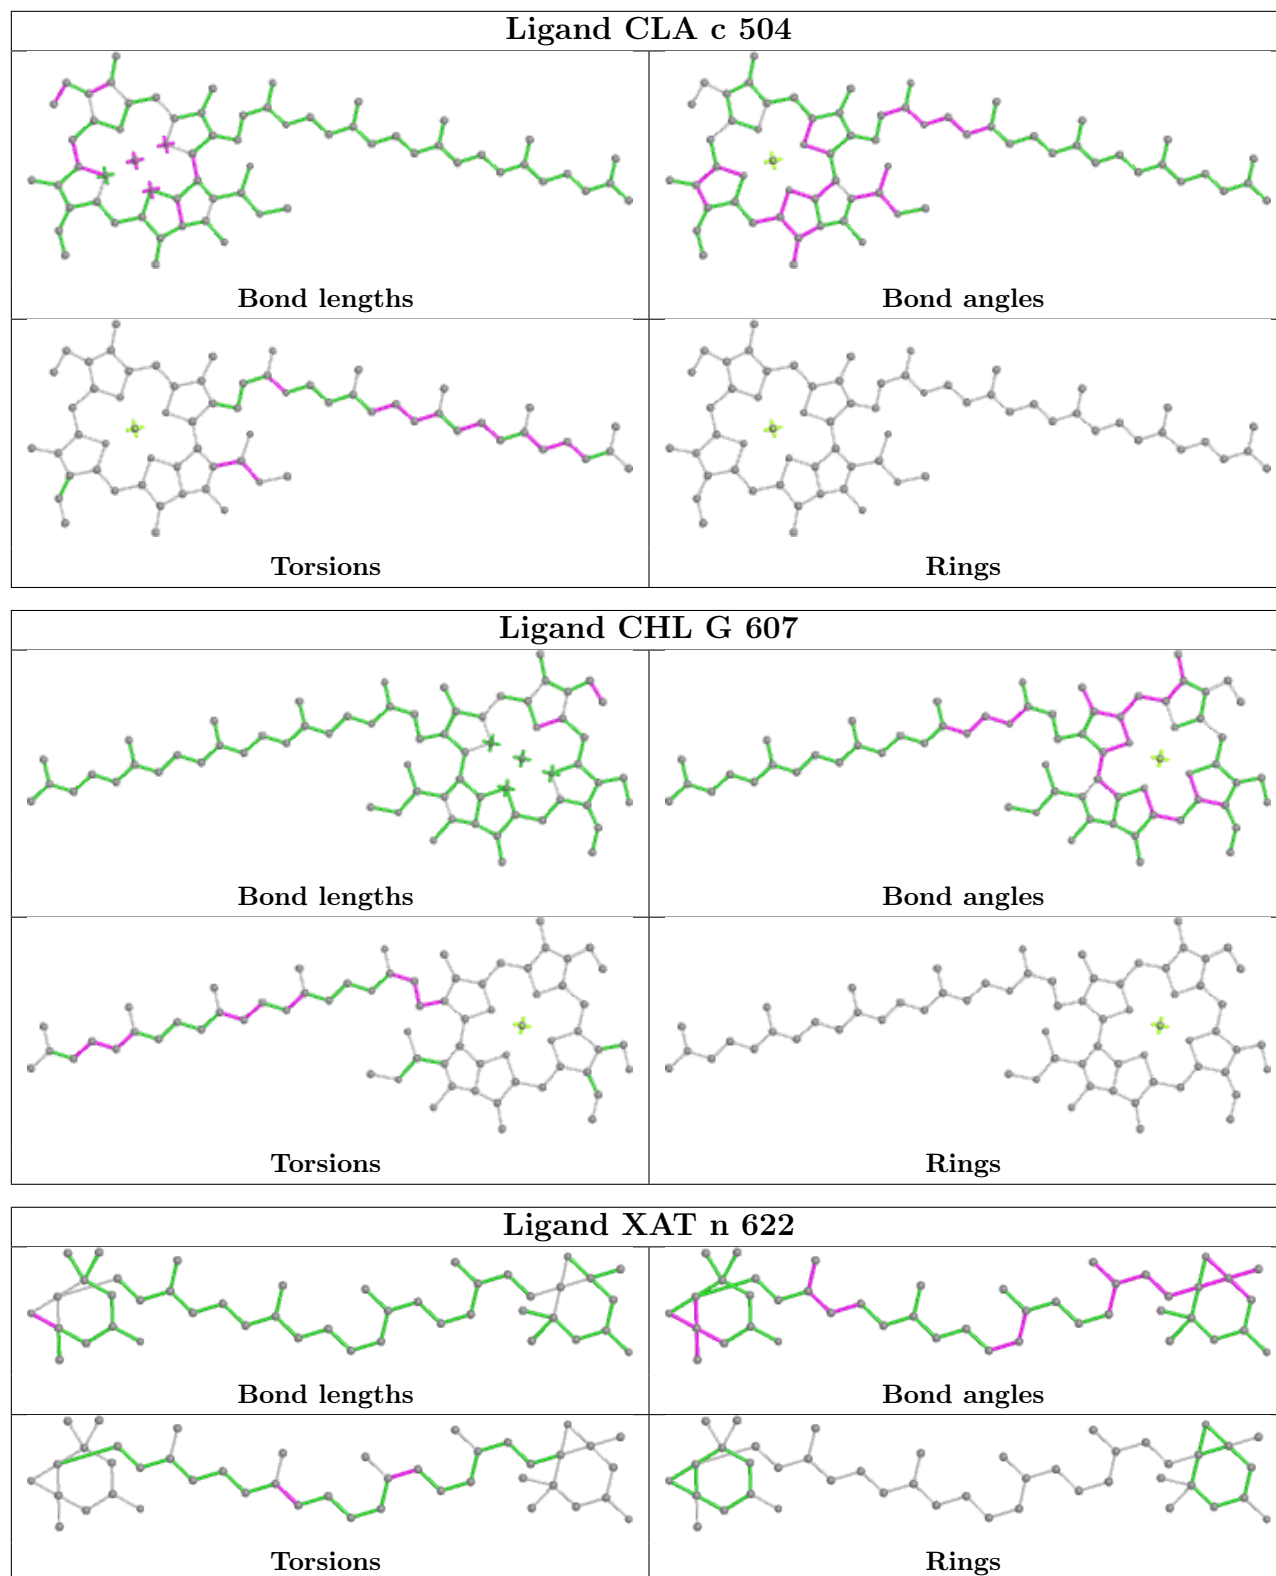 Ligand CLA c 504
Bond lengths
Bond angles
Torsions
Rings
Ligand CHL G 607
Bond lengths
Bond angles
Torsions
Rings
Ligand XAT n 622
Bond lengths
Bond angles
Torsions
Rings